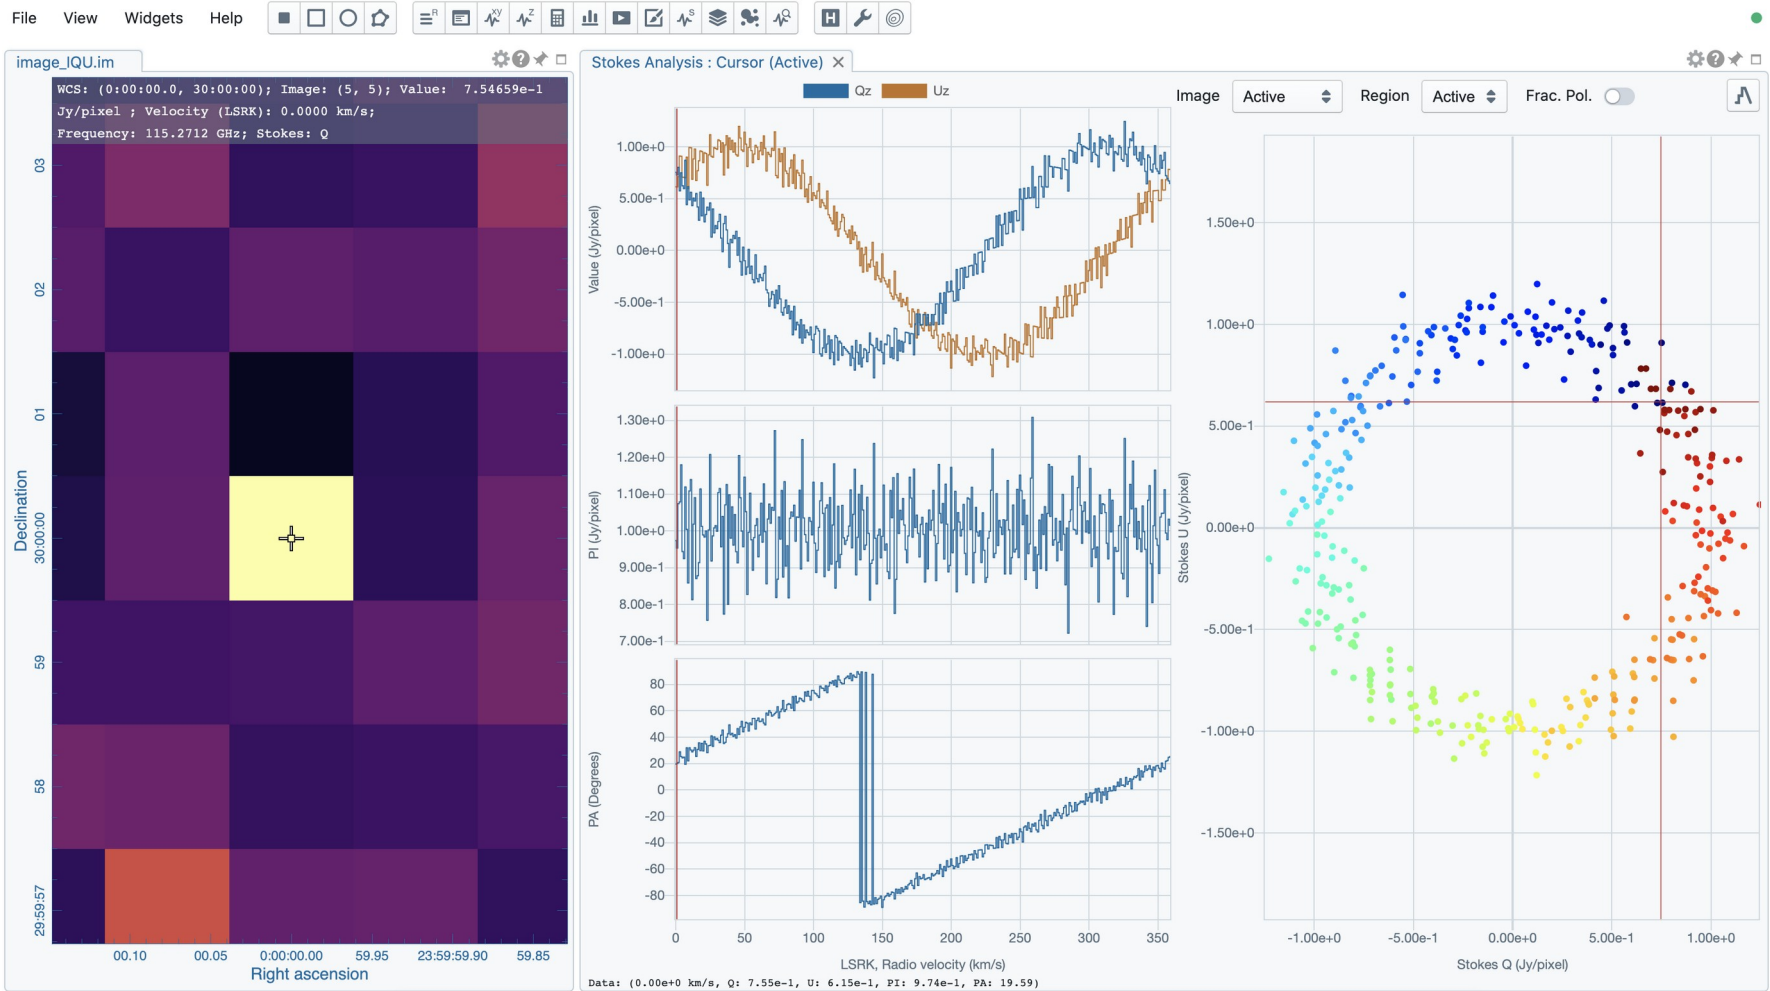 File View Widgets Help
image_IQU.im
WCS: (0:00:00.0, 30:00:00); Image: (5, 5); Value: 7.54659e-1
Jy/pixel ; Velocity (LSRK): 0.0000 km/s;
Frequency: 115.2712 GHz; Stokes: Q
03
02
01
30:00:00
59
58
29:59:57
Declination
00.10 00.05 0:00:00.00 59.95 23:59:59.90 59.85
Right ascension
Stokes Analysis : Cursor (Active)
Qz Uz
1.00e+0
5.00e-1
0.00e+0
-5.00e-1
-1.00e+0
Value (Jy/pixel)
1.30e+0
1.20e+0
1.10e+0
1.00e+0
9.00e-1
8.00e-1
7.00e-1
PI (Jy/pixel)
80
60
40
20
0
-20
-40
-60
-80
PA (Degrees)
0 50 100 150 200 250 300 350
LSRK, Radio velocity (km/s)
Data: (0.00e+0 km/s, Q: 7.55e-1, U: 6.15e-1, PI: 9.74e-1, PA: 19.59)
Image Active Region Active Frac. Pol.
1.50e+0
1.00e+0
5.00e-1
0.00e+0
-5.00e-1
-1.00e+0
-1.50e+0
Stokes U (Jy/pixel)
-1.00e+0 -5.00e-1 0.00e+0 5.00e-1 1.00e+0
Stokes Q (Jy/pixel)